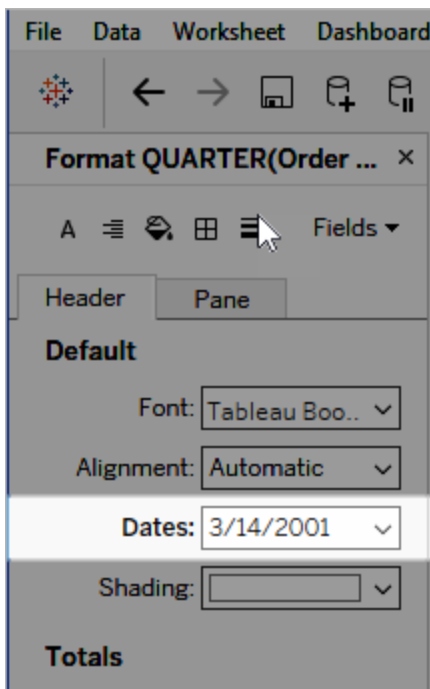 File Data Worksheet Dashboard
Format QUARTER(Order ... ×
A Fields
Header Pane
Default
Font: Tableau Boo..
Alignment: Automatic
Dates: 3/14/2001
Shading:
Totals